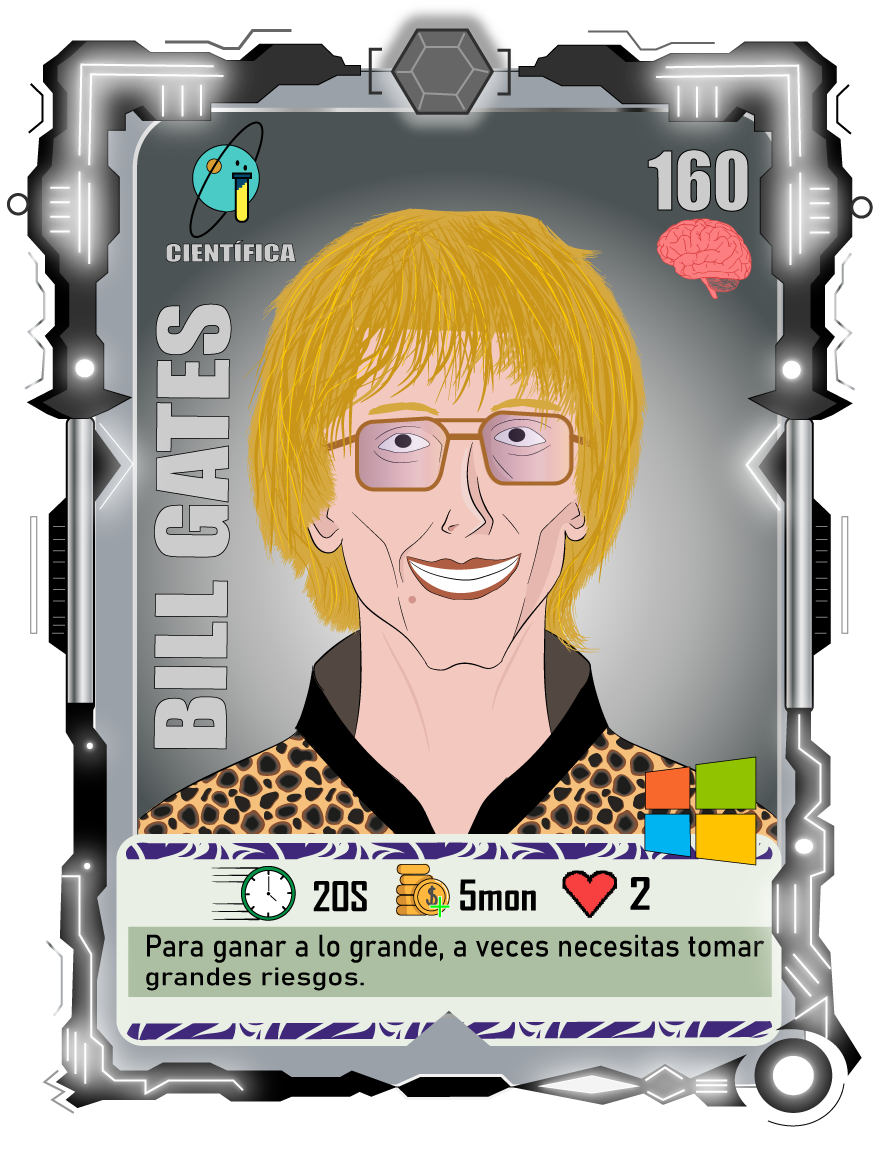 160
CIENTÍFICA
BILL GATES
20S
5mon
2
Para ganar a lo grande, a veces necesitas tomar
grandes riesgos.